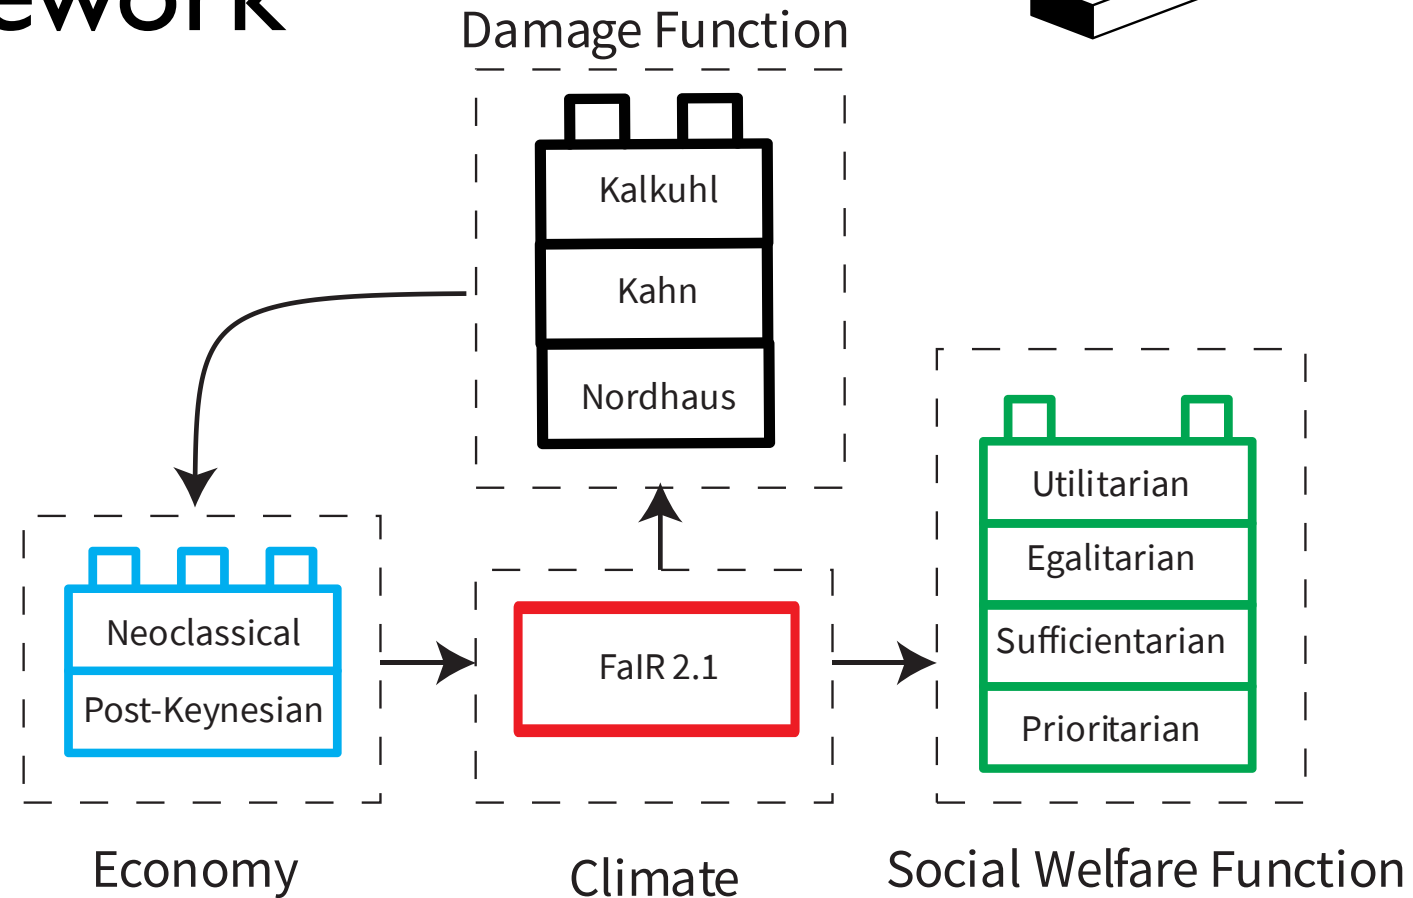 ework
Damage Function
Kalkuhl
Kahn
Nordhaus
Utilitarian
Egalitarian
Sufficientarian
Prioritarian
Neoclassical
Post-Keynesian
FaIR 2.1
Economy
Climate
Social Welfare Function